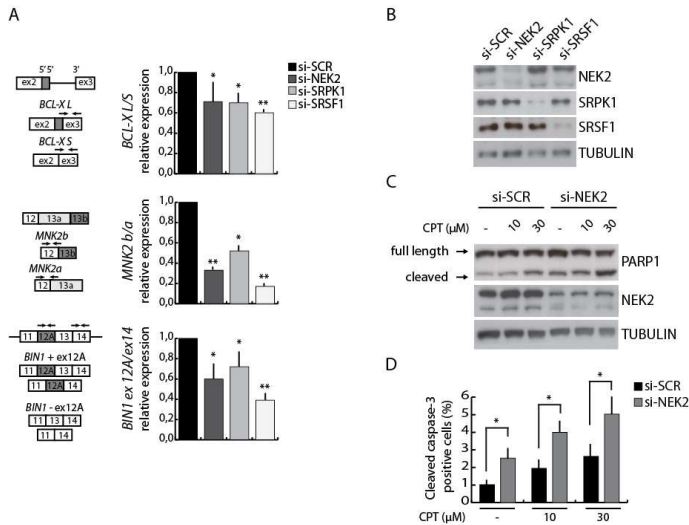 A
5' 5' 3'
ex2 ex3
BCL-X L
ex2 ex3
BCL-X S
ex2 ex3
BCL-X L/S
relative expression
1,0
0,8
0,6
0,4
0,2
0
* * **
si-SCR
si-NEK2
si-SRPK1
si-SRSF1
12 13a 13b
MNK2b
12 13b
MNK2a
12 13a
MNK2 b/a
relative expression
1,0
0,8
0,6
0,4
0,2
0
** * **
11 12A 13 14
BIN1 + ex12A
11 12A 13 14
11 12A 14
BIN1 - ex12A
11 13 14
11 14
BIN1 ex 12A/ex14
relative expression
1,0
0,8
0,6
0,4
0,2
0
* * **
B
si-SCR si-NEK2 si-SRPK1 si-SRSF1
NEK2
SRPK1
SRSF1
TUBULIN
C
si-SCR si-NEK2
CPT (μM) - 10 30 - 10 30
full length
cleaved
PARP1
NEK2
TUBULIN
D
Cleaved caspase-3
positive cells (%)
6
5
4
3
2
1
0
* * *
si-SCR
si-NEK2
CPT (μM) - 10 30